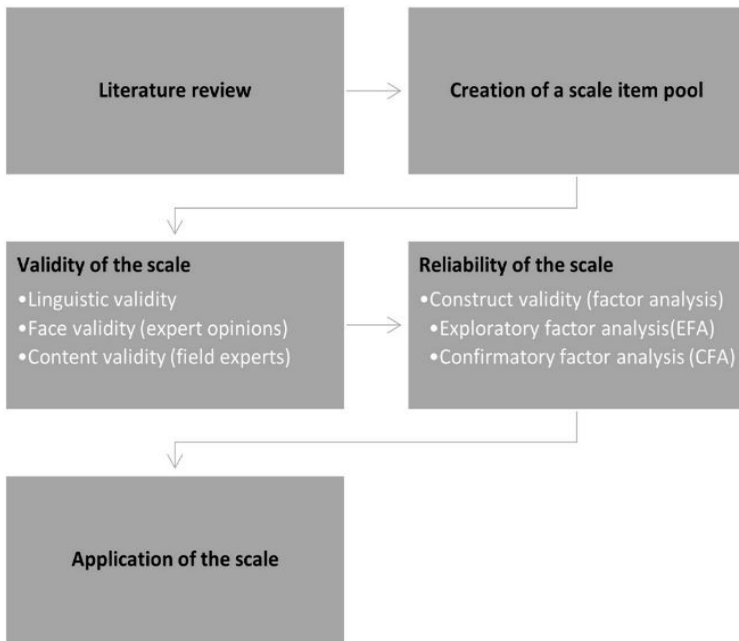 Literature review
Creation of a scale item pool
Validity of the scale
•Linguistic validity
•Face validity (expert opinions)
•Content validity (field experts)
Reliability of the scale
•Construct validity (factor analysis)
•Exploratory factor analysis(EFA)
•Confirmatory factor analysis (CFA)
Application of the scale